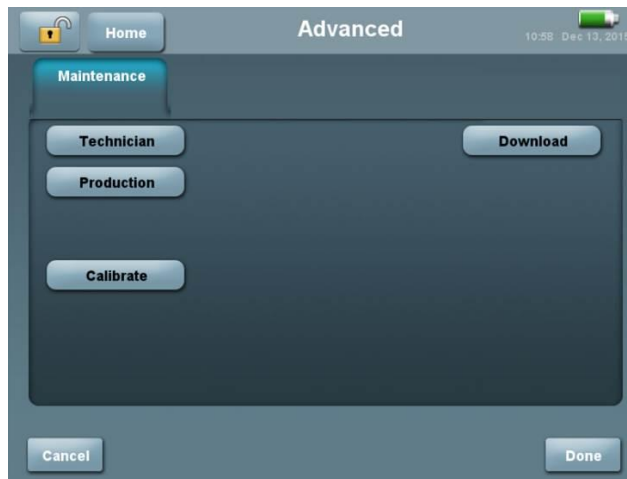 Home
Advanced
10:58 Dec 13, 201
Maintenance
Technician
Download
Production
Calibrate
Cancel
Done